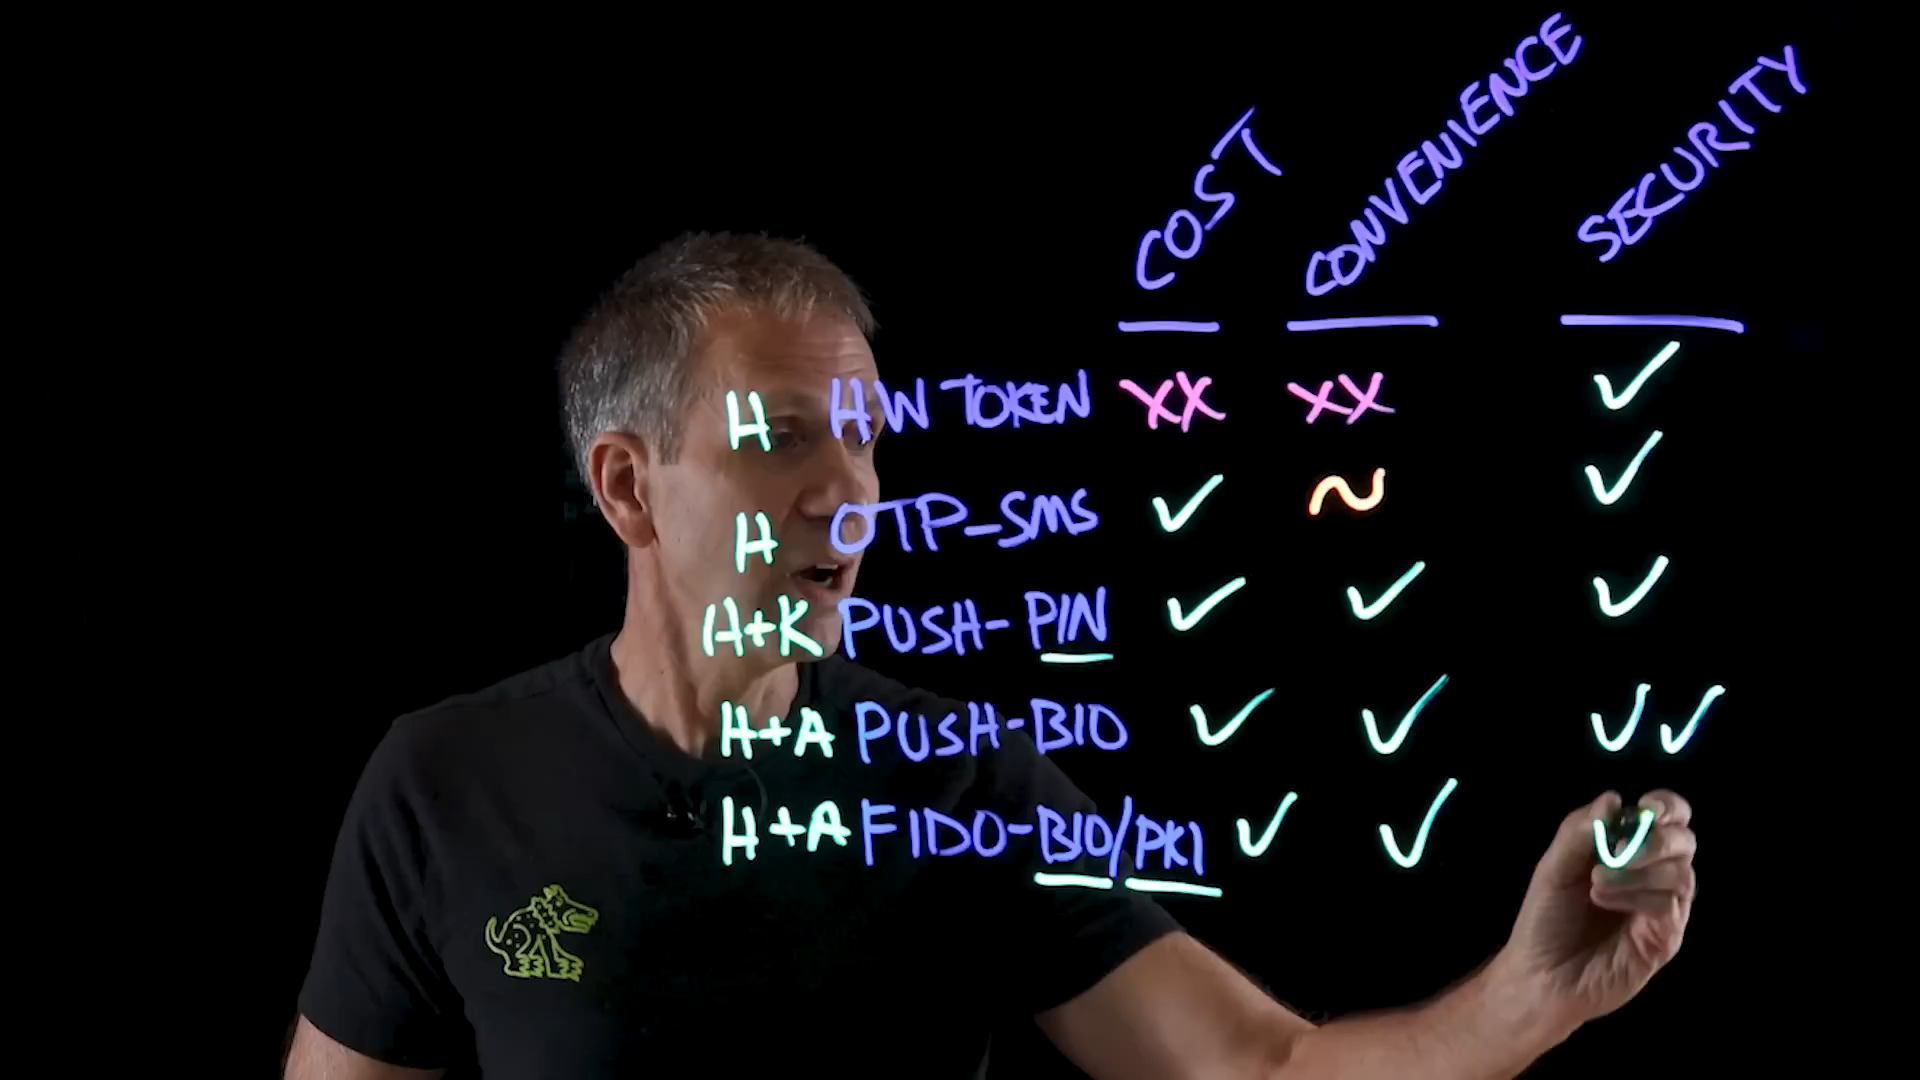 COST CONVENIENCE SECURITY
H HW TOKEN XX XX ✓
H OTP-SMS ✓ ~ ✓
H+K PUSH-PIN ✓ ✓ ✓
H+A PUSH-BIO ✓ ✓ ✓✓
H+A FIDO-BIO/PKI ✓ ✓ ✓